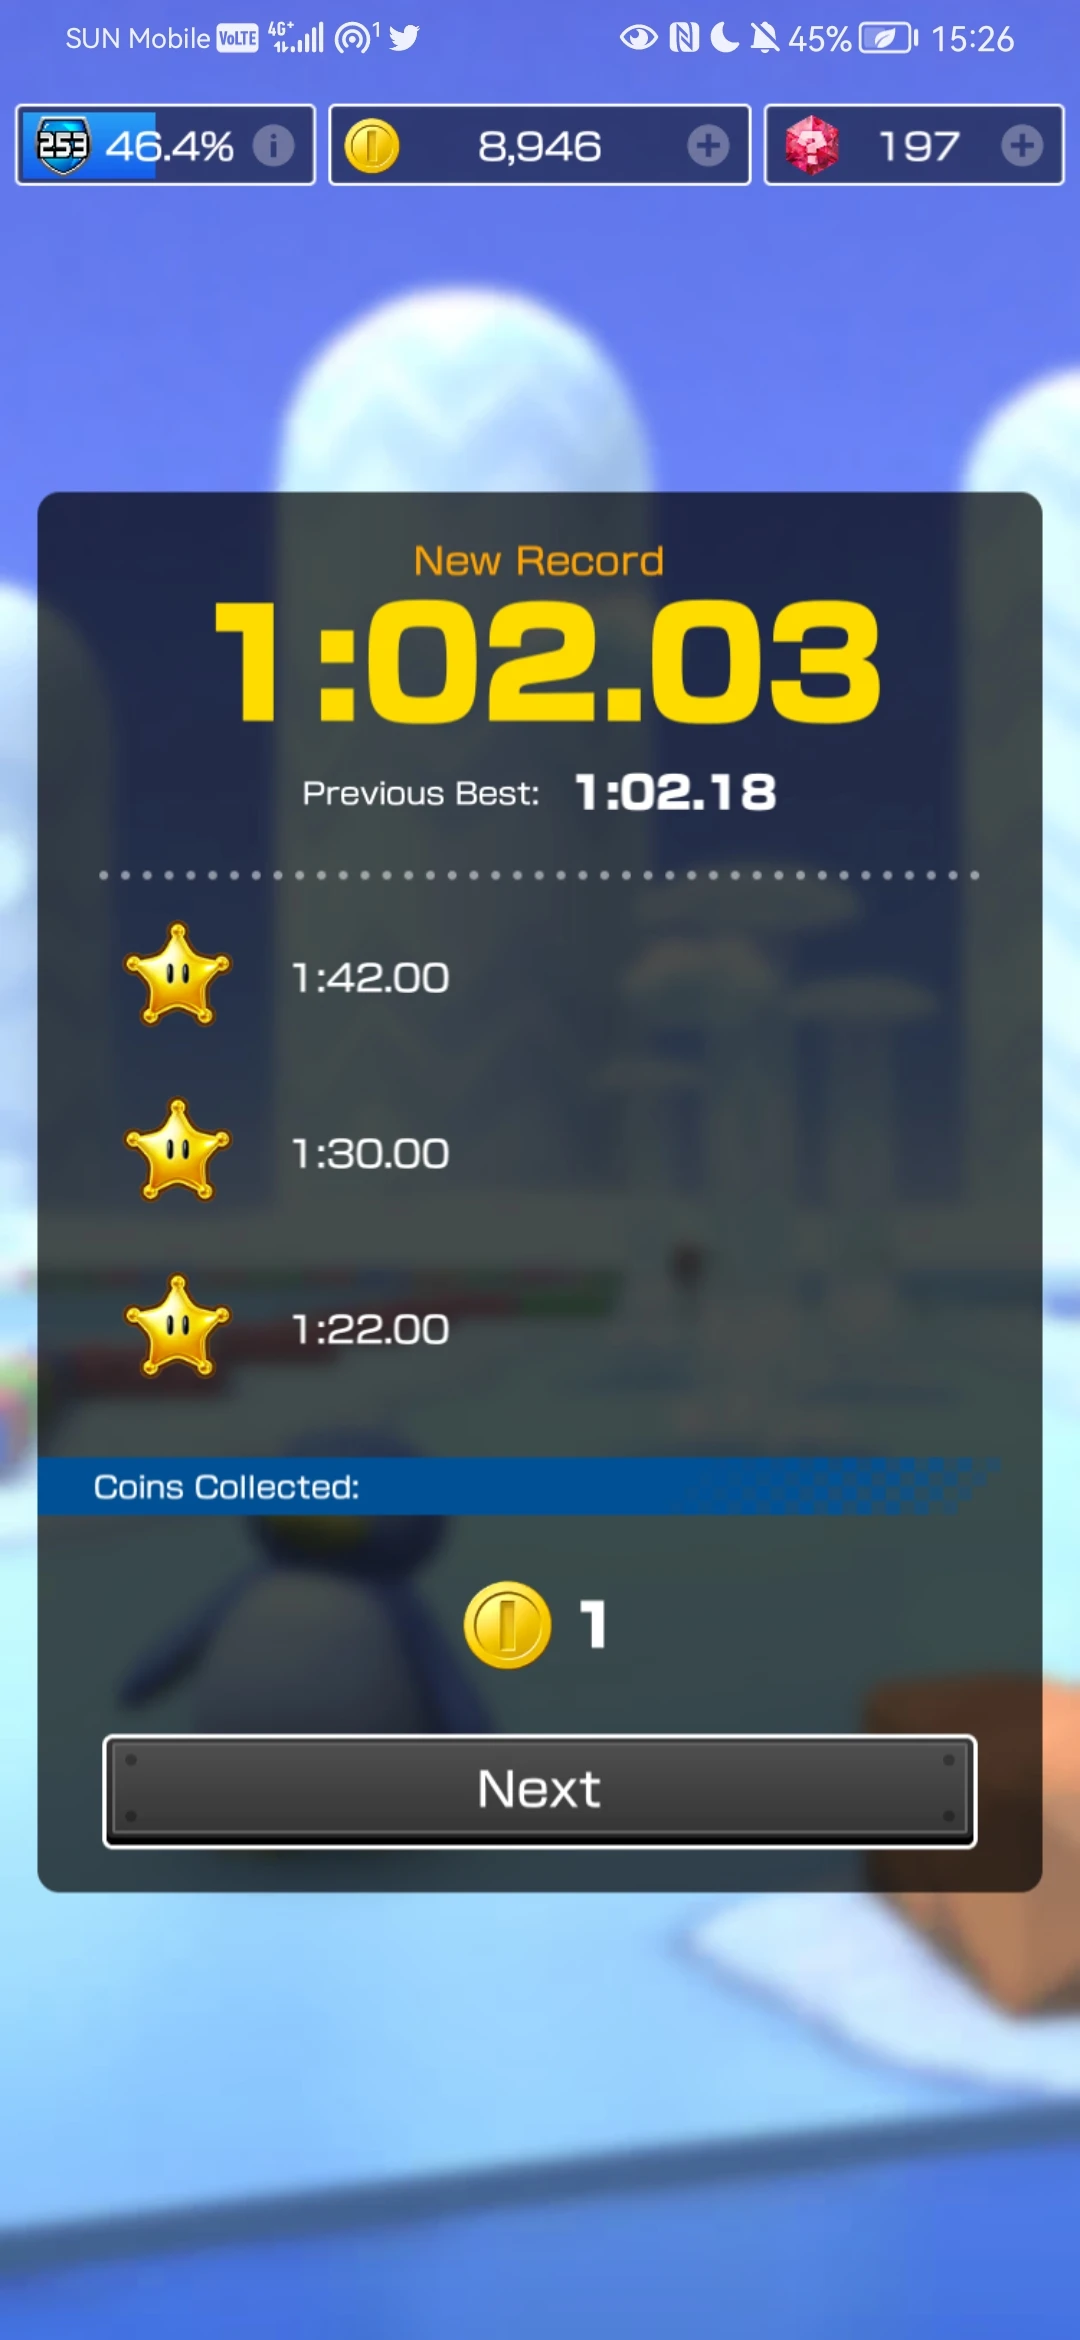 SUN Mobile VoLTE 4G+ 1 45% 15:26
253 46.4% i 8,946 + ? 197 +
New Record
1:02.03
Previous Best: 1:02.18
1:42.00
1:30.00
1:22.00
Coins Collected:
1
Next